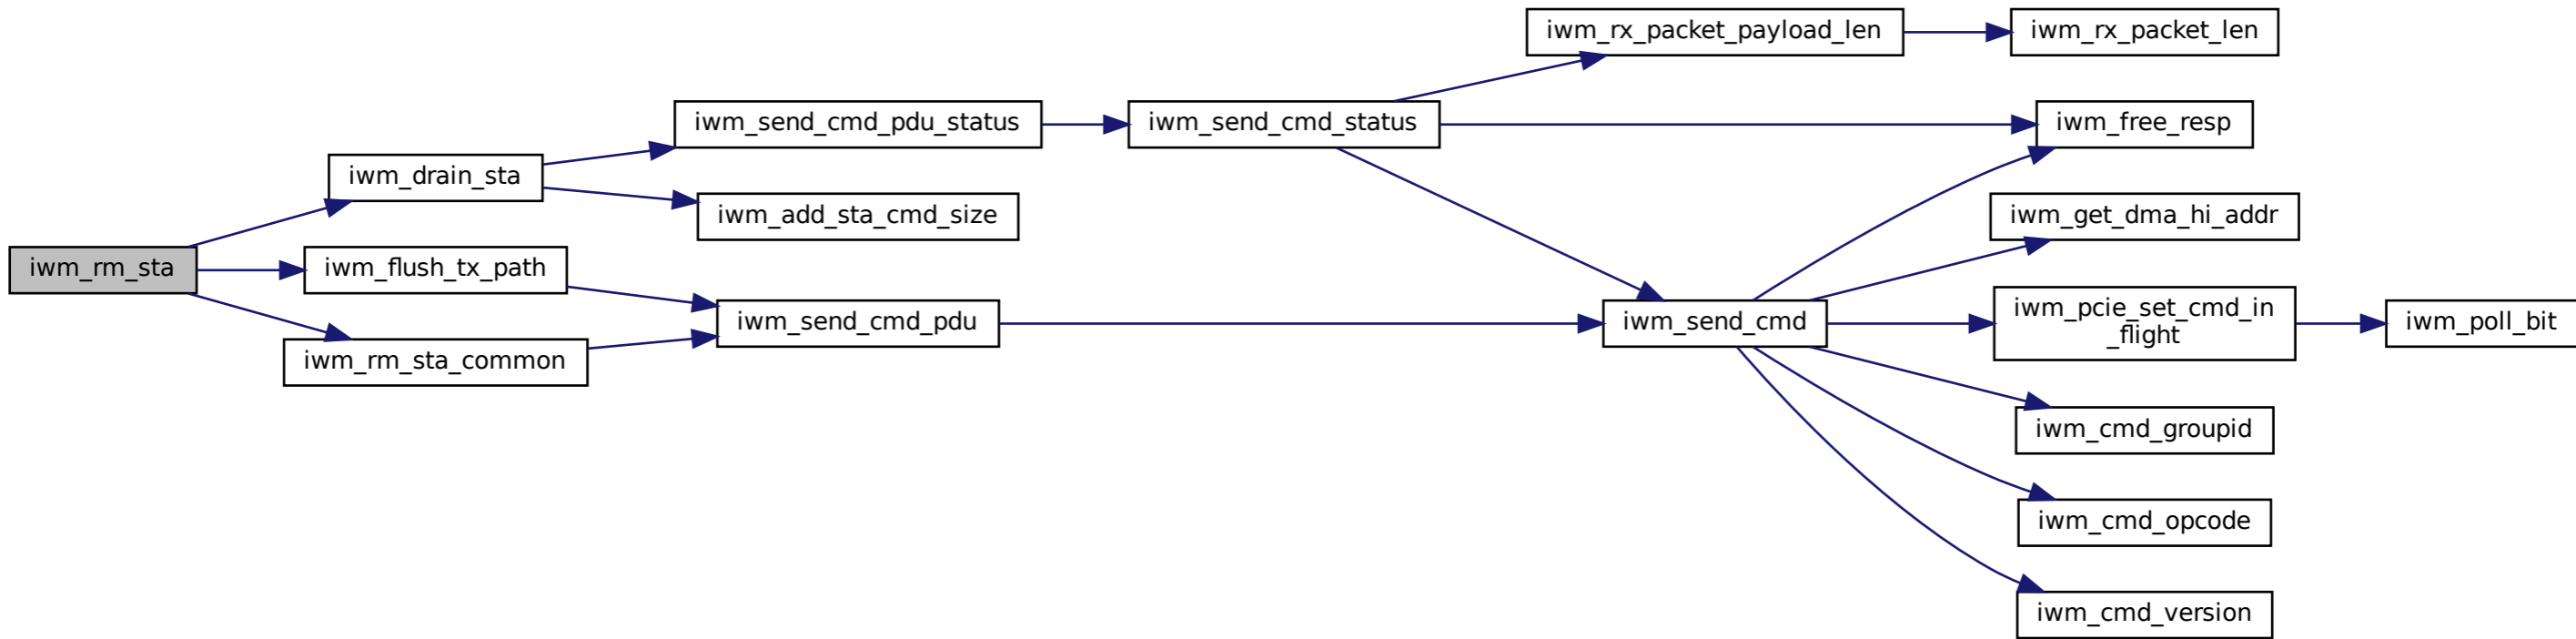 iwm_rm_sta
iwm_drain_sta
iwm_flush_tx_path
iwm_rm_sta_common
iwm_send_cmd_pdu_status
iwm_add_sta_cmd_size
iwm_send_cmd_pdu
iwm_send_cmd_status
iwm_rx_packet_payload_len
iwm_send_cmd
iwm_rx_packet_len
iwm_free_resp
iwm_get_dma_hi_addr
iwm_pcie_set_cmd_in
_flight
iwm_cmd_groupid
iwm_cmd_opcode
iwm_cmd_version
iwm_poll_bit